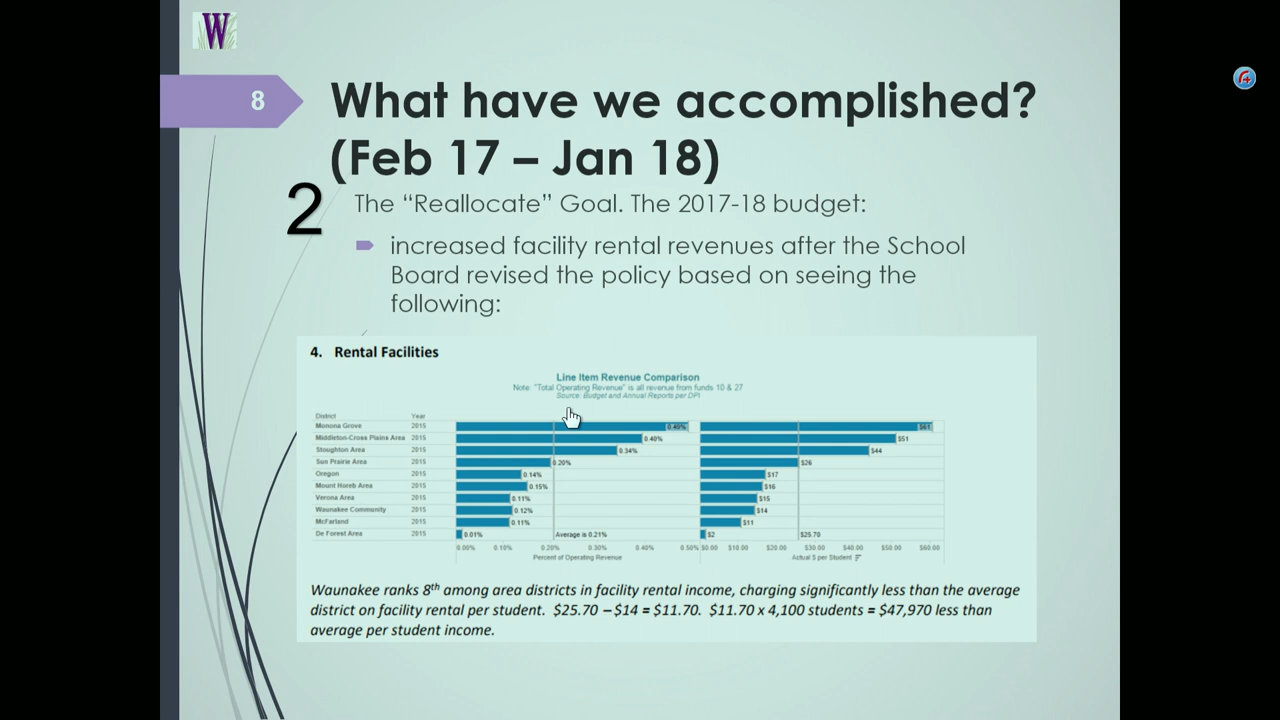 W
8
What have we accomplished?
(Feb 17 – Jan 18)
2
The “Reallocate” Goal. The 2017-18 budget:
increased facility rental revenues after the School
Board revised the policy based on seeing the
following:
4. Rental Facilities
Line Item Revenue Comparison
Note: "Total Operating Revenue" is all revenue from funds 10 & 27
Source: Budget and Annual Reports per DPI
District Year
Monona Grove 2015 0.48% $61
Middleton-Cross Plains Area 2015 0.40% $51
Stoughton Area 2015 0.34% $44
Sun Prairie Area 2015 0.20% $26
Oregon 2015 0.14% $17
Mount Horeb Area 2015 0.15% $16
Verona Area 2015 0.11% $15
Waunakee Community 2015 0.12% $14
McFarland 2015 0.11% $11
De Forest Area 2015 0.01% Average is 0.21% $2 $25.70
0.00% 0.10% 0.20% 0.30% 0.40% 0.50% $0.00 $10.00 $20.00 $30.00 $40.00 $50.00 $60.00
Percent of Operating Revenue Actual $ per Student
Waunakee ranks 8th among area districts in facility rental income, charging significantly less than the average
district on facility rental per student. $25.70 – $14 = $11.70. $11.70 x 4,100 students = $47,970 less than
average per student income.